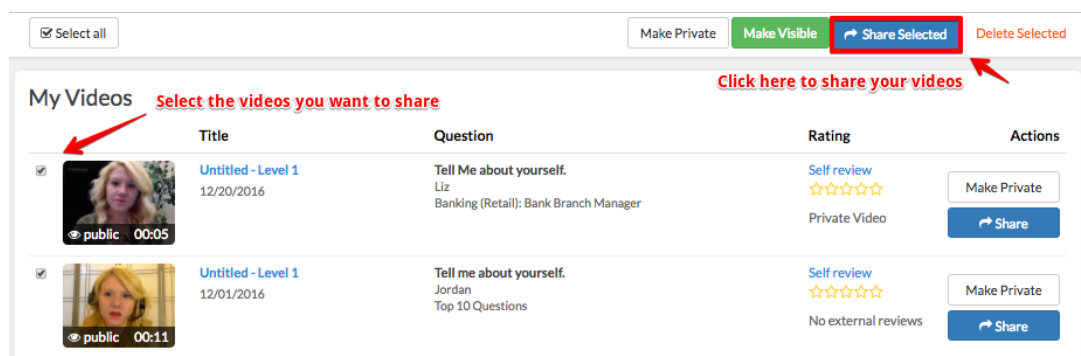 Select all
Make Private
Make Visible
Share Selected
Delete Selected
Click here to share your videos
My Videos
Select the videos you want to share
Title Question Rating Actions
Untitled - Level 1
12/20/2016
Tell Me about yourself.
Liz
Banking (Retail): Bank Branch Manager
Self review
Private Video
Make Private
Share
public 00:05
Untitled - Level 1
12/01/2016
Tell me about yourself.
Jordan
Top 10 Questions
Self review
No external reviews
Make Private
Share
public 00:11